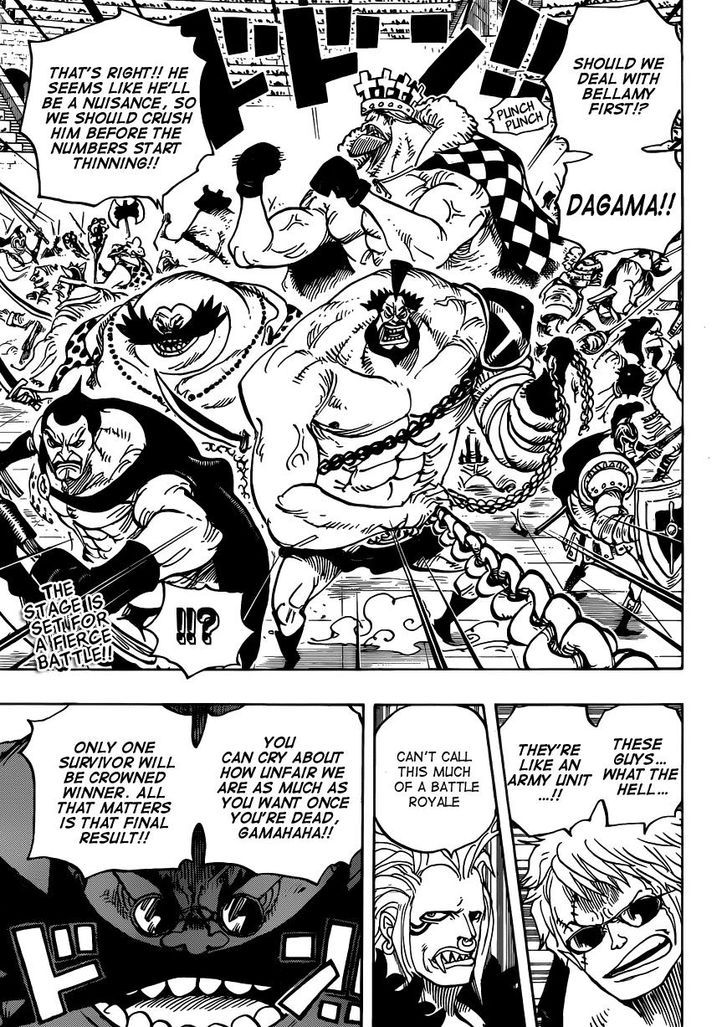 SHOULD WE
DEAL WITH
BELLAMY
FIRST!?
DAGAMA!!
PUNCH
PUNCH
ドドドン
THAT'S RIGHT!! HE
SEEMS LIKE HE'LL
BE A NUISANCE, SO
WE SHOULD CRUSH
HIM BEFORE THE
NUMBERS START
THINNING!!
!!?
THE
STAGE IS
SET FOR
A FIERCE
BATTLE!!
THESE
GUYS...
WHAT THE
HELL...
THEY'RE
LIKE AN
ARMY UNIT
...!!
CAN'T CALL
THIS MUCH
OF A BATTLE
ROYALE
YOU
CAN CRY ABOUT
HOW UNFAIR WE
ARE AS MUCH AS
YOU WANT ONCE
YOU'RE DEAD,
GAMAHAHA!!
ONLY ONE
SURVIVOR WILL
BE CROWNED
WINNER. ALL
THAT MATTERS
IS THAT FINAL
RESULT!!
ドン